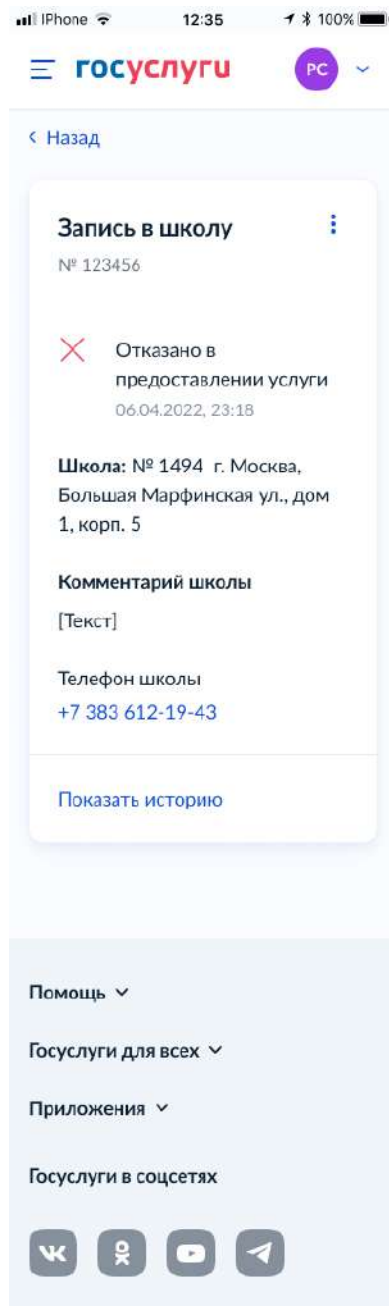 IPhone 12:35 100%
госуслуги РС
Назад
Запись в школу
№ 123456
Отказано в
предоставлении услуги
06.04.2022, 23:18
Школа: № 1494 г. Москва,
Большая Марфинская ул., дом
1, корп. 5
Комментарий школы
[Текст]
Телефон школы
+7 383 612-19-43
Показать историю
Помощь
Госуслуги для всех
Приложения
Госуслуги в соцсетях